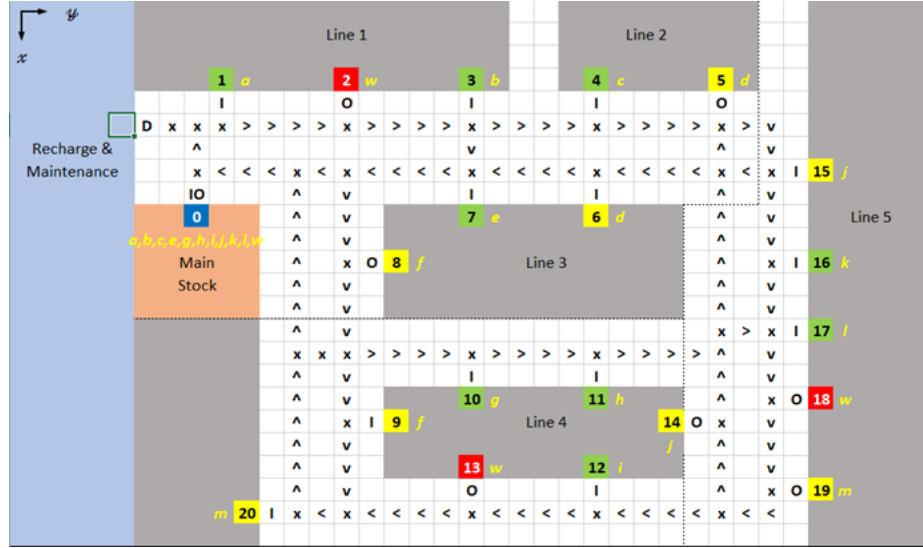 y
x
Line 1
Line 2
1 a 2 w 3 b 4 c 5 d
I O I I O
D x x x > > > > x > > > > x > > > > x > > > > x > v
Recharge &
Maintenance
^ v ^ v
x < < < x < x < < < < x < < < < x < < < < x < x I 15 j
IO ^ v I I ^ v
0 ^ v 7 e 6 d ^ v Line 5
a,b,c,e,g,h,i,j,k,l,w ^ v ^ v
Main
Stock
^ x O 8 f Line 3 ^ x I 16 k
^ v ^ v
^ v ^ v
^ v x > x I 17 l
x x x > > > > x > > > > x > > > > ^ v
^ v I I ^ v
^ v 10 g 11 h ^ x O 18 w
^ x I 9 f Line 4 14 O x v
j
^ v 13 w 12 i ^ v
^ v O I ^ x O 19 m
m 20 I x < x < < < < x < < < < x < < < < x < <